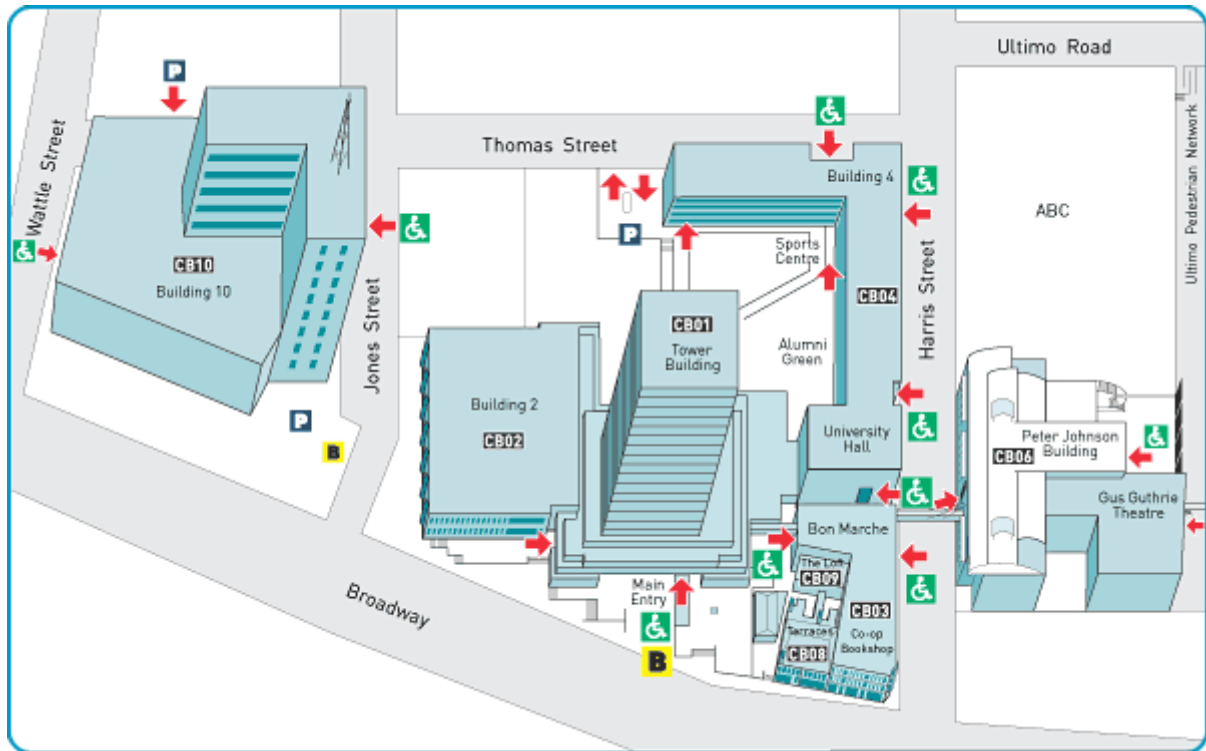 Ultimo Road
P
Wattle Street
Thomas Street
Building 4
Ultimo Pedestrian Network
ABC
P
Sports
Centre
CB10
Building 10
CB04
Harris Street
Jones Street
CB01
Tower
Building
Alumni
Green
Building 2
CB02
P
B
University
Hall
Peter Johnson
Building
CB06
Gus Guthrie
Theatre
Bon Marche
The Loft
CB09
Main
Entry
Broadway
CB03
Terraces
CB08
Co-op
Bookshop
B